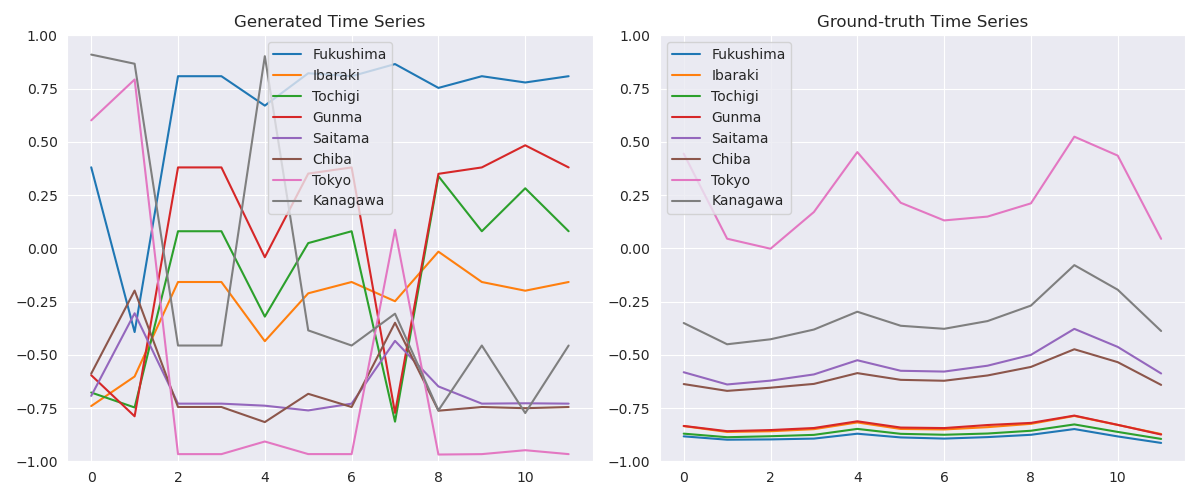 Generated Time Series
1.00
0.75
0.50
0.25
0.00
−0.25
−0.50
−0.75
−1.00
0
2
4
6
8
10
Fukushima
Ibaraki
Tochigi
Gunma
Saitama
Chiba
Tokyo
Kanagawa
Ground-truth Time Series
1.00
0.75
0.50
0.25
0.00
−0.25
−0.50
−0.75
−1.00
0
2
4
6
8
10
Fukushima
Ibaraki
Tochigi
Gunma
Saitama
Chiba
Tokyo
Kanagawa